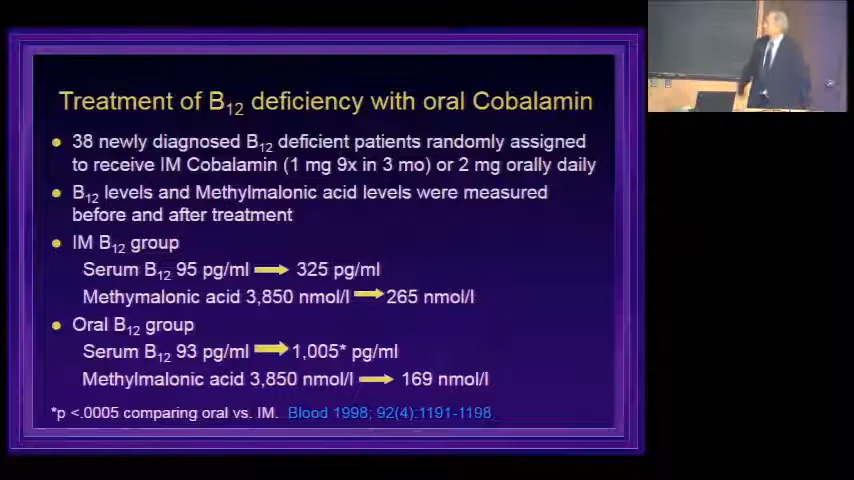 Treatment of B12 deficiency with oral Cobalamin
38 newly diagnosed B12 deficient patients randomly assigned
to receive IM Cobalamin (1 mg 9x in 3 mo) or 2 mg orally daily
B12 levels and Methylmalonic acid levels were measured
before and after treatment
IM B12 group
Serum B12 95 pg/ml → 325 pg/ml
Methymalonic acid 3,850 nmol/l → 265 nmol/l
Oral B12 group
Serum B12 93 pg/ml → 1,005* pg/ml
Methylmalonic acid 3,850 nmol/l → 169 nmol/l
*p <.0005 comparing oral vs. IM. Blood 1998; 92(4):1191-1198